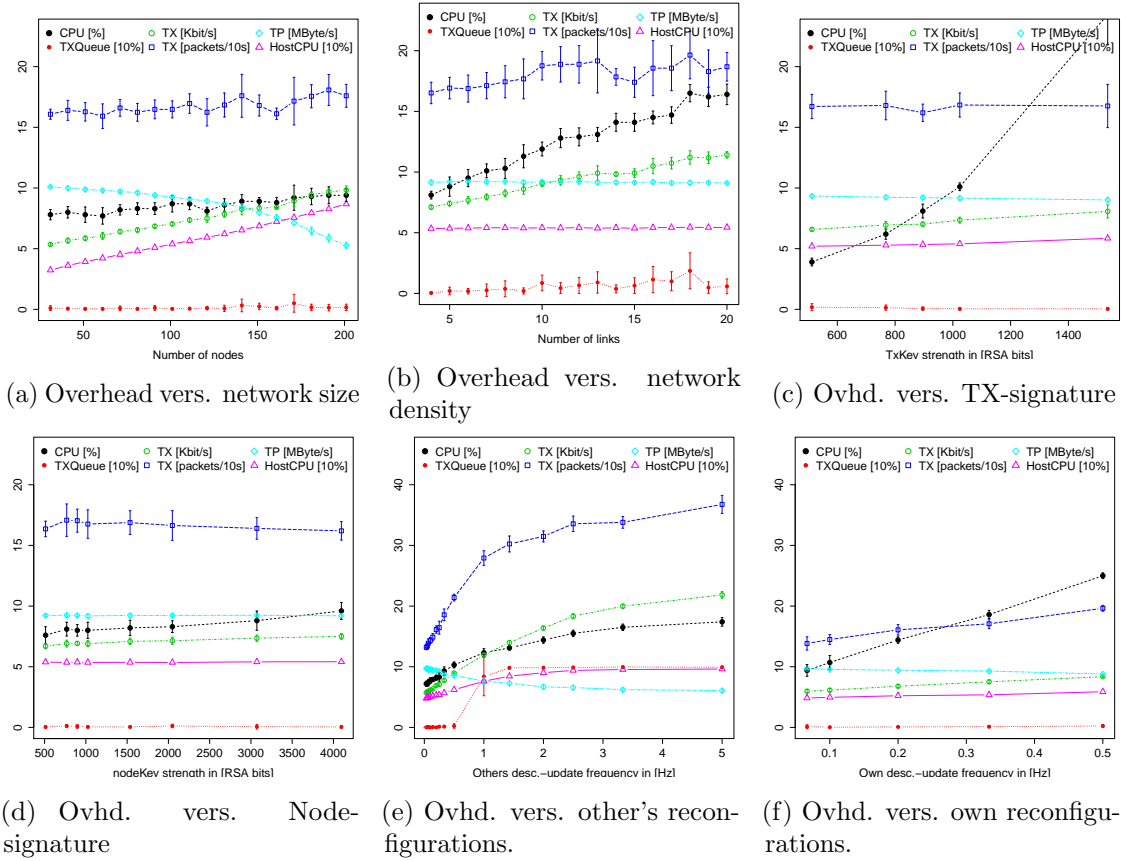 CPU [%] TX [Kbit/s] TP [MByte/s]
TXQueue [10%] TX [packets/10s] HostCPU [10%]
0 5 10 15 20
50 100 150 200
Number of nodes
(a) Overhead vers. network size
CPU [%] TX [Kbit/s] TP [MByte/s]
TXQueue [10%] TX [packets/10s] HostCPU [10%]
0 5 10 15 20
5 10 15 20
Number of links
(b) Overhead vers. network
density
CPU [%] TX [Kbit/s] TP [MByte/s]
TXQueue [10%] TX [packets/10s] HostCPU [10%]
0 5 10 15 20
600 800 1000 1200 1400
TxKey strength in [RSA bits]
(c) Ovhd. vers. TX-signature
CPU [%] TX [Kbit/s] TP [MByte/s]
TXQueue [10%] TX [packets/10s] HostCPU [10%]
0 5 10 15 20
500 1000 1500 2000 2500 3000 3500 4000
nodeKey strength in [RSA bits]
(d) Ovhd. vers. Node-
signature
CPU [%] TX [Kbit/s] TP [MByte/s]
TXQueue [10%] TX [packets/10s] HostCPU [10%]
0 10 20 30 40
0 1 2 3 4 5
Others desc.-update frequency in [Hz]
(e) Ovhd. vers. other's recon-
figurations.
CPU [%] TX [Kbit/s] TP [MByte/s]
TXQueue [10%] TX [packets/10s] HostCPU [10%]
0 10 20 30 40
0.1 0.2 0.3 0.4 0.5
Own desc.-update frequency in [Hz]
(f) Ovhd. vers. own reconfigu-
rations.